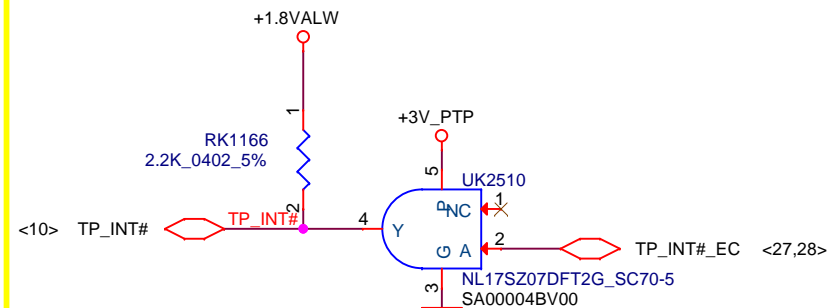 +1.8VALW
1
RK1166
2.2K_0402_5%
2
+3V_PTP
5
UK2510
P
NC
1
<10> TP_INT#
TP_INT#
4
Y
G
A
2
TP_INT#_EC <27,28>
3
NL17SZ07DFT2G_SC70-5
SA00004BV00